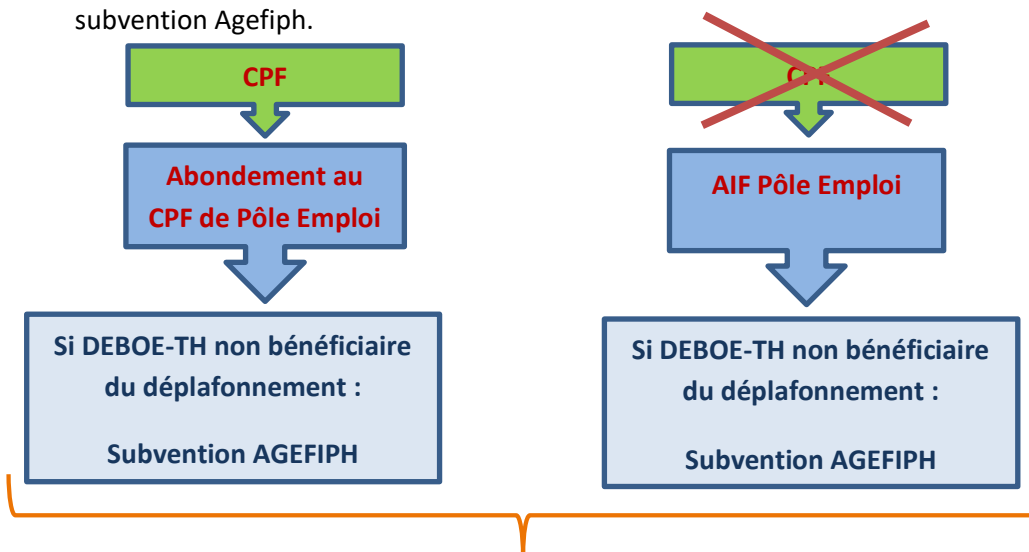 subvention Agefiph.
CPF
Abondement au
CPF de Pôle Emploi
Si DEBOE-TH non bénéficiaire
du déplafonnement :
Subvention AGEFIPH
CPF
AIF Pôle Emploi
Si DEBOE-TH non bénéficiaire
du déplafonnement :
Subvention AGEFIPH